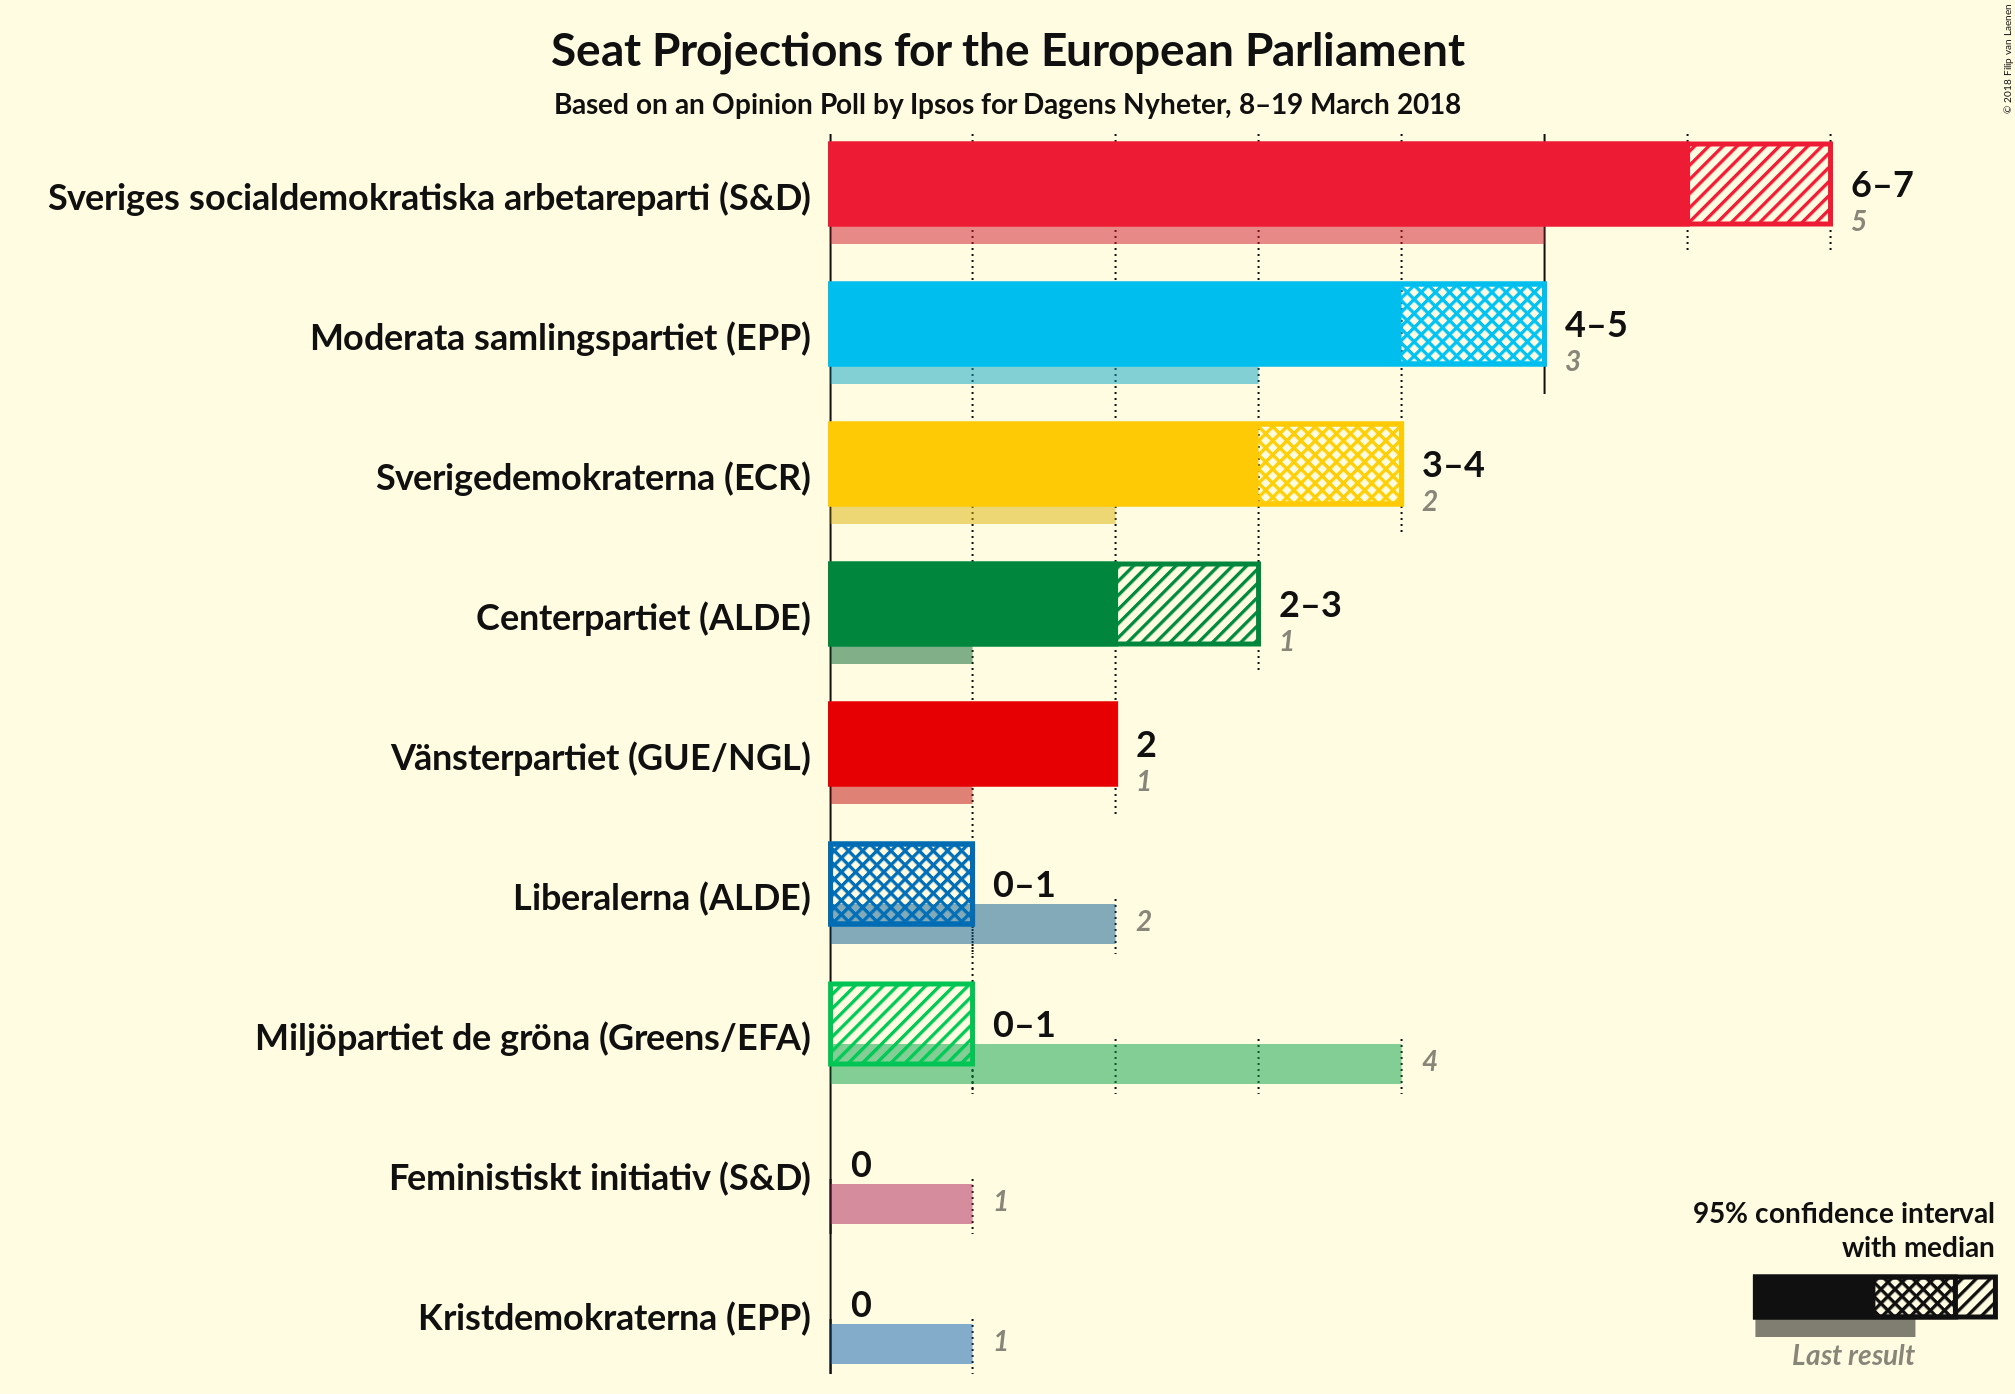 Seat Projections for the European Parliament
Based on an Opinion Poll by Ipsos for Dagens Nyheter, 8–19 March 2018
© 2018 Filip van Laenen
Sveriges socialdemokratiska arbetareparti (S&D)
6–7
5
Moderata samlingspartiet (EPP)
4–5
3
Sverigedemokraterna (ECR)
3–4
2
Centerpartiet (ALDE)
2–3
1
Vänsterpartiet (GUE/NGL)
2
1
Liberalerna (ALDE)
0–1
2
Miljöpartiet de gröna (Greens/EFA)
0–1
4
Feministiskt initiativ (S&D)
0
1
Kristdemokraterna (EPP)
0
1
95% confidence interval
with median
Last result